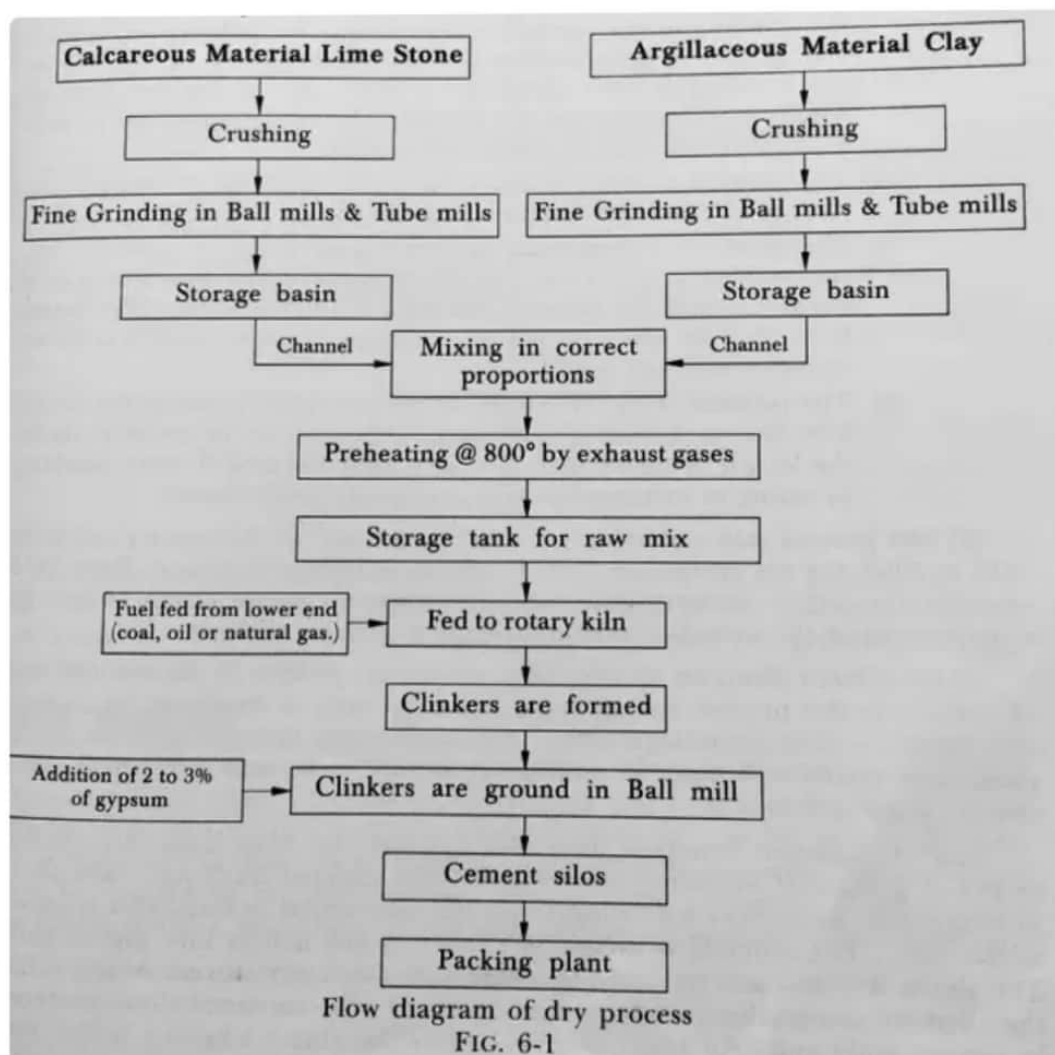 Calcareous Material Lime Stone
Argillaceous Material Clay
Crushing
Crushing
Fine Grinding in Ball mills & Tube mills
Fine Grinding in Ball mills & Tube mills
Storage basin
Storage basin
Channel
Mixing in correct
proportions
Channel
Preheating @ 800° by exhaust gases
Storage tank for raw mix
Fuel fed from lower end
(coal, oil or natural gas.)
Fed to rotary kiln
Clinkers are formed
Addition of 2 to 3%
of gypsum
Clinkers are ground in Ball mill
Cement silos
Packing plant
Flow diagram of dry process
FIG. 6-1